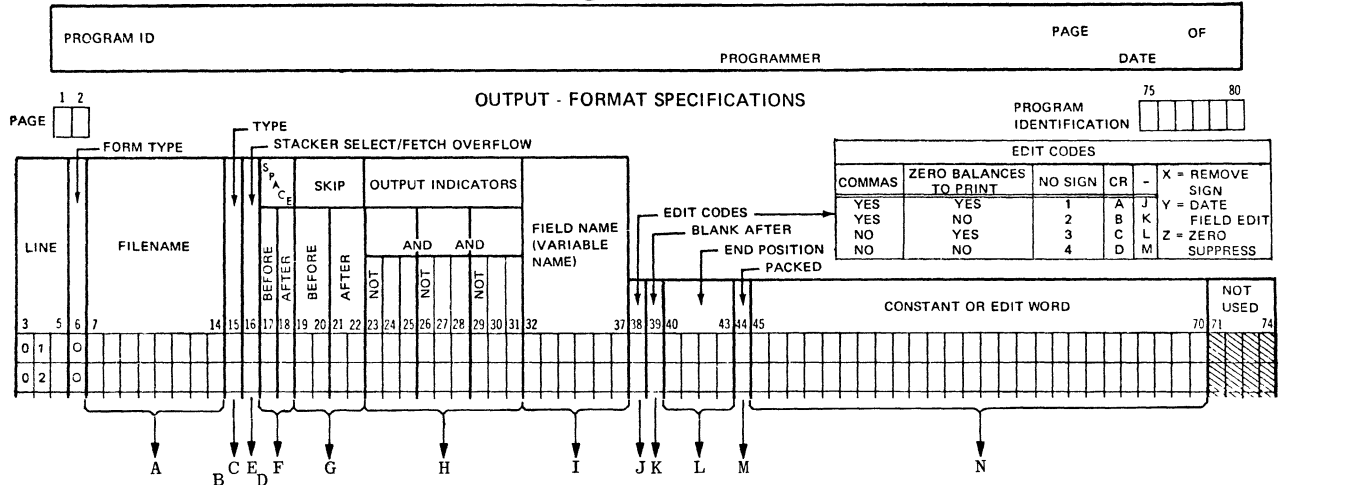 PROGRAM ID
PROGRAMMER
PAGE OF
DATE
1 2
PAGE
OUTPUT - FORMAT SPECIFICATIONS
75 80
PROGRAM IDENTIFICATION
FORM TYPE
TYPE
STACKER SELECT/FETCH OVERFLOW
EDIT CODES
COMMAS ZERO BALANCES TO PRINT NO SIGN CR -
YES YES 1 A J
YES NO 2 B K
NO YES 3 C L
NO NO 4 D M
X = REMOVE SIGN
Y = DATE FIELD EDIT
Z = ZERO SUPPRESS
LINE
FILENAME
SPACE
SKIP
OUTPUT INDICATORS
AND AND
FIELD NAME
(VARIABLE
NAME)
EDIT CODES
BLANK AFTER
END POSITION
PACKED
BEFORE AFTER BEFORE AFTER NOT NOT NOT
CONSTANT OR EDIT WORD
NOT USED
3 5 6 7 14 15 16 17 18 19 20 21 22 23 24 25 26 27 28 29 30 31 32 37 38 39 40 43 44 45 70 71 74
0 1 O
0 2 O
A B C E D F G H I J K L M N